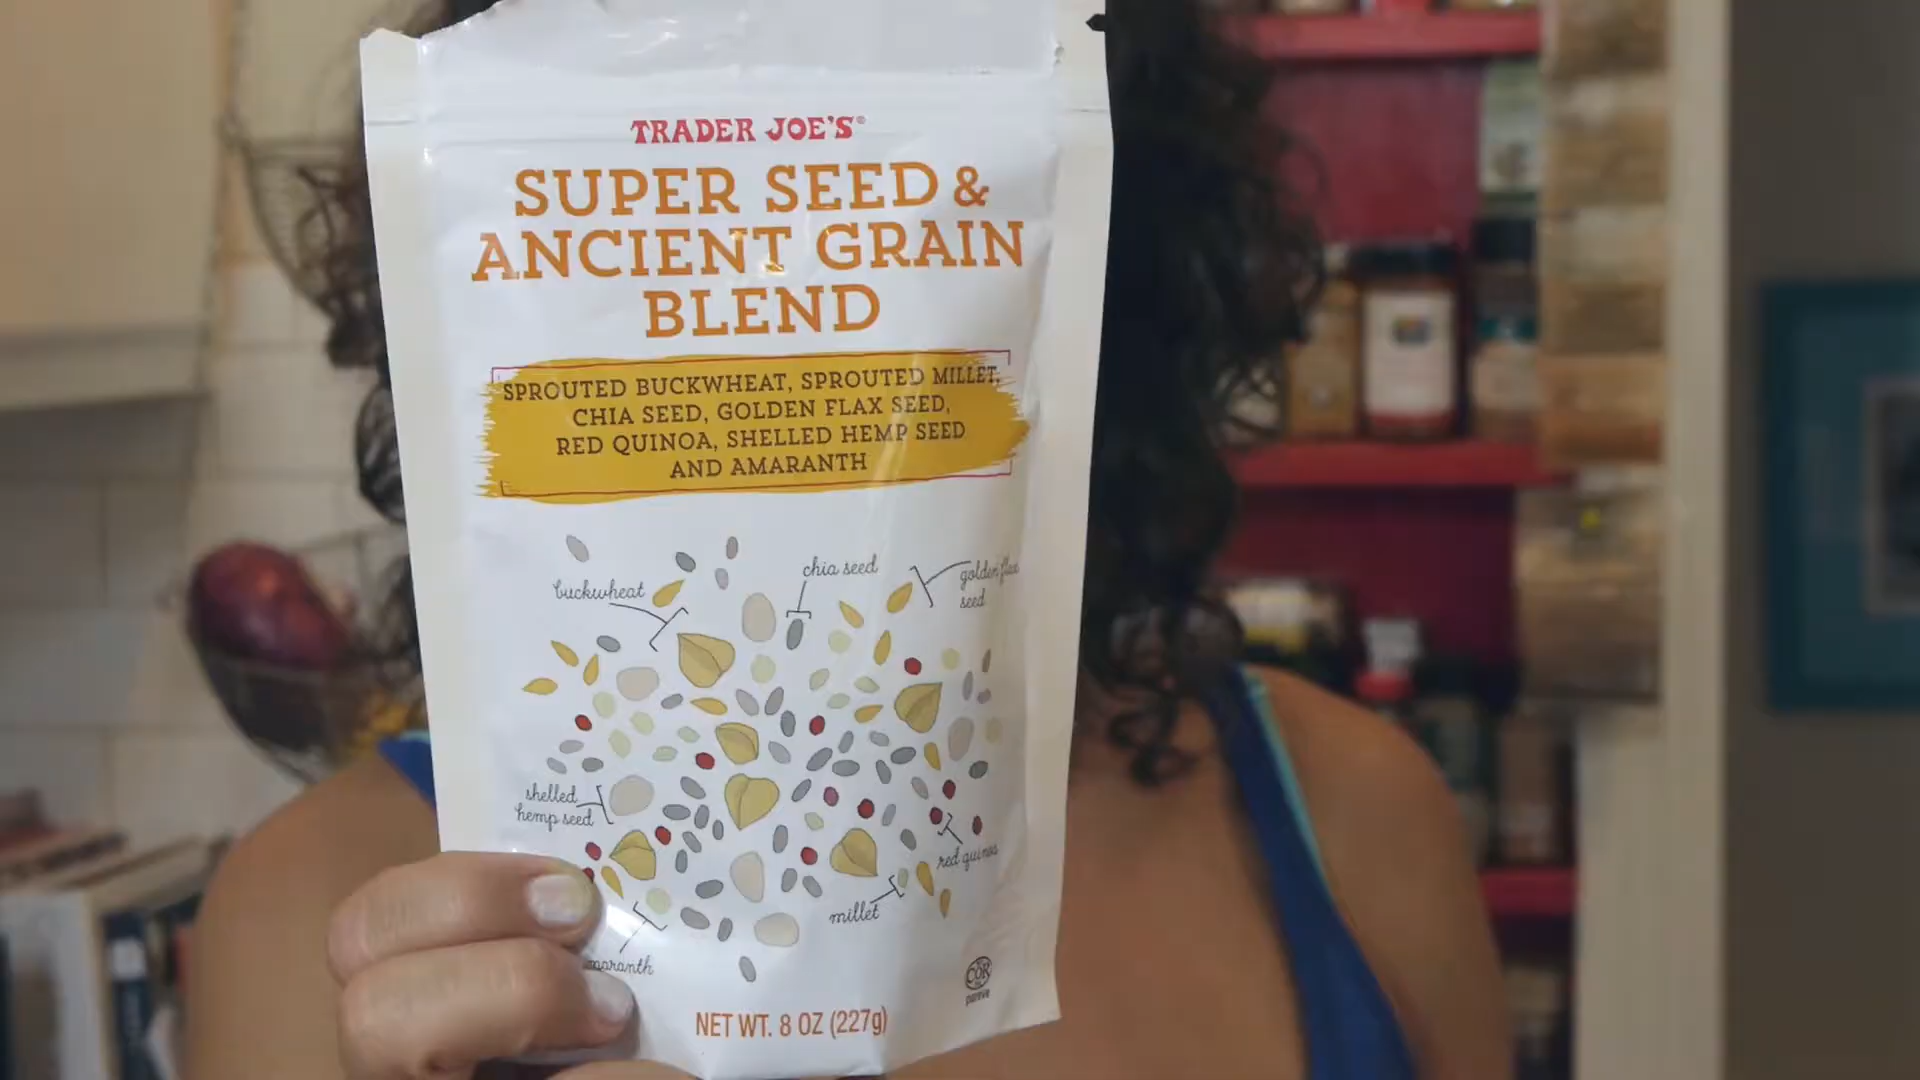 TRADER JOE'S®
SUPER SEED &
ANCIENT GRAIN
BLEND
SPROUTED BUCKWHEAT, SPROUTED MILLET,
CHIA SEED, GOLDEN FLAX SEED,
RED QUINOA, SHELLED HEMP SEED
AND AMARANTH
chia seed
buckwheat
golden flax
seed
shelled
hemp seed
red quinoa
millet
COR
pareve
NET WT. 8 OZ (227g)